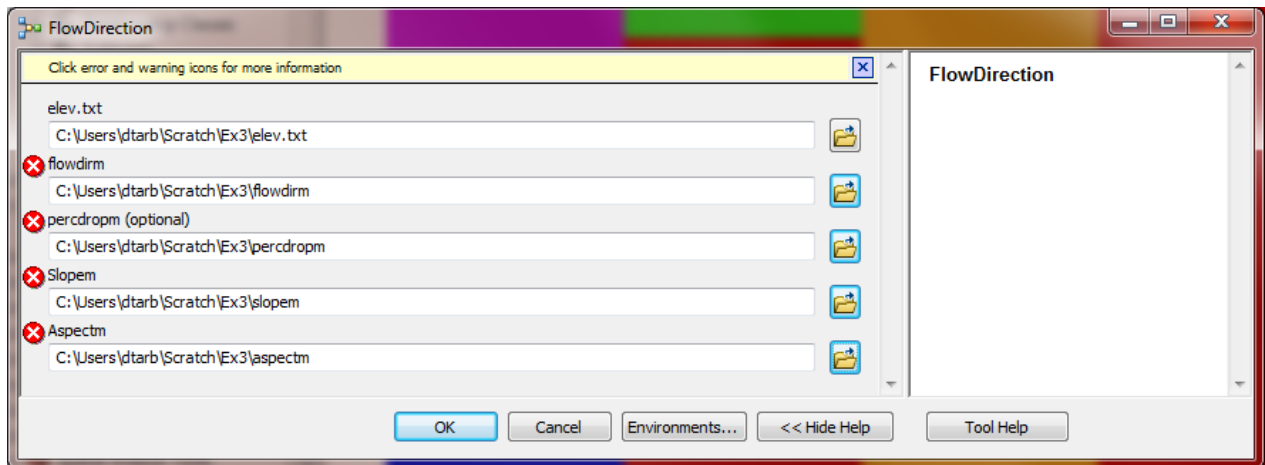 FlowDirection
Click error and warning icons for more information
elev.txt
C:\Users\dtarb\Scratch\Ex3\elev.txt
flowdirm
C:\Users\dtarb\Scratch\Ex3\flowdirm
percdropm (optional)
C:\Users\dtarb\Scratch\Ex3\percdropm
Slopem
C:\Users\dtarb\Scratch\Ex3\slopem
Aspectm
C:\Users\dtarb\Scratch\Ex3\aspectm
FlowDirection
OK Cancel Environments... << Hide Help Tool Help